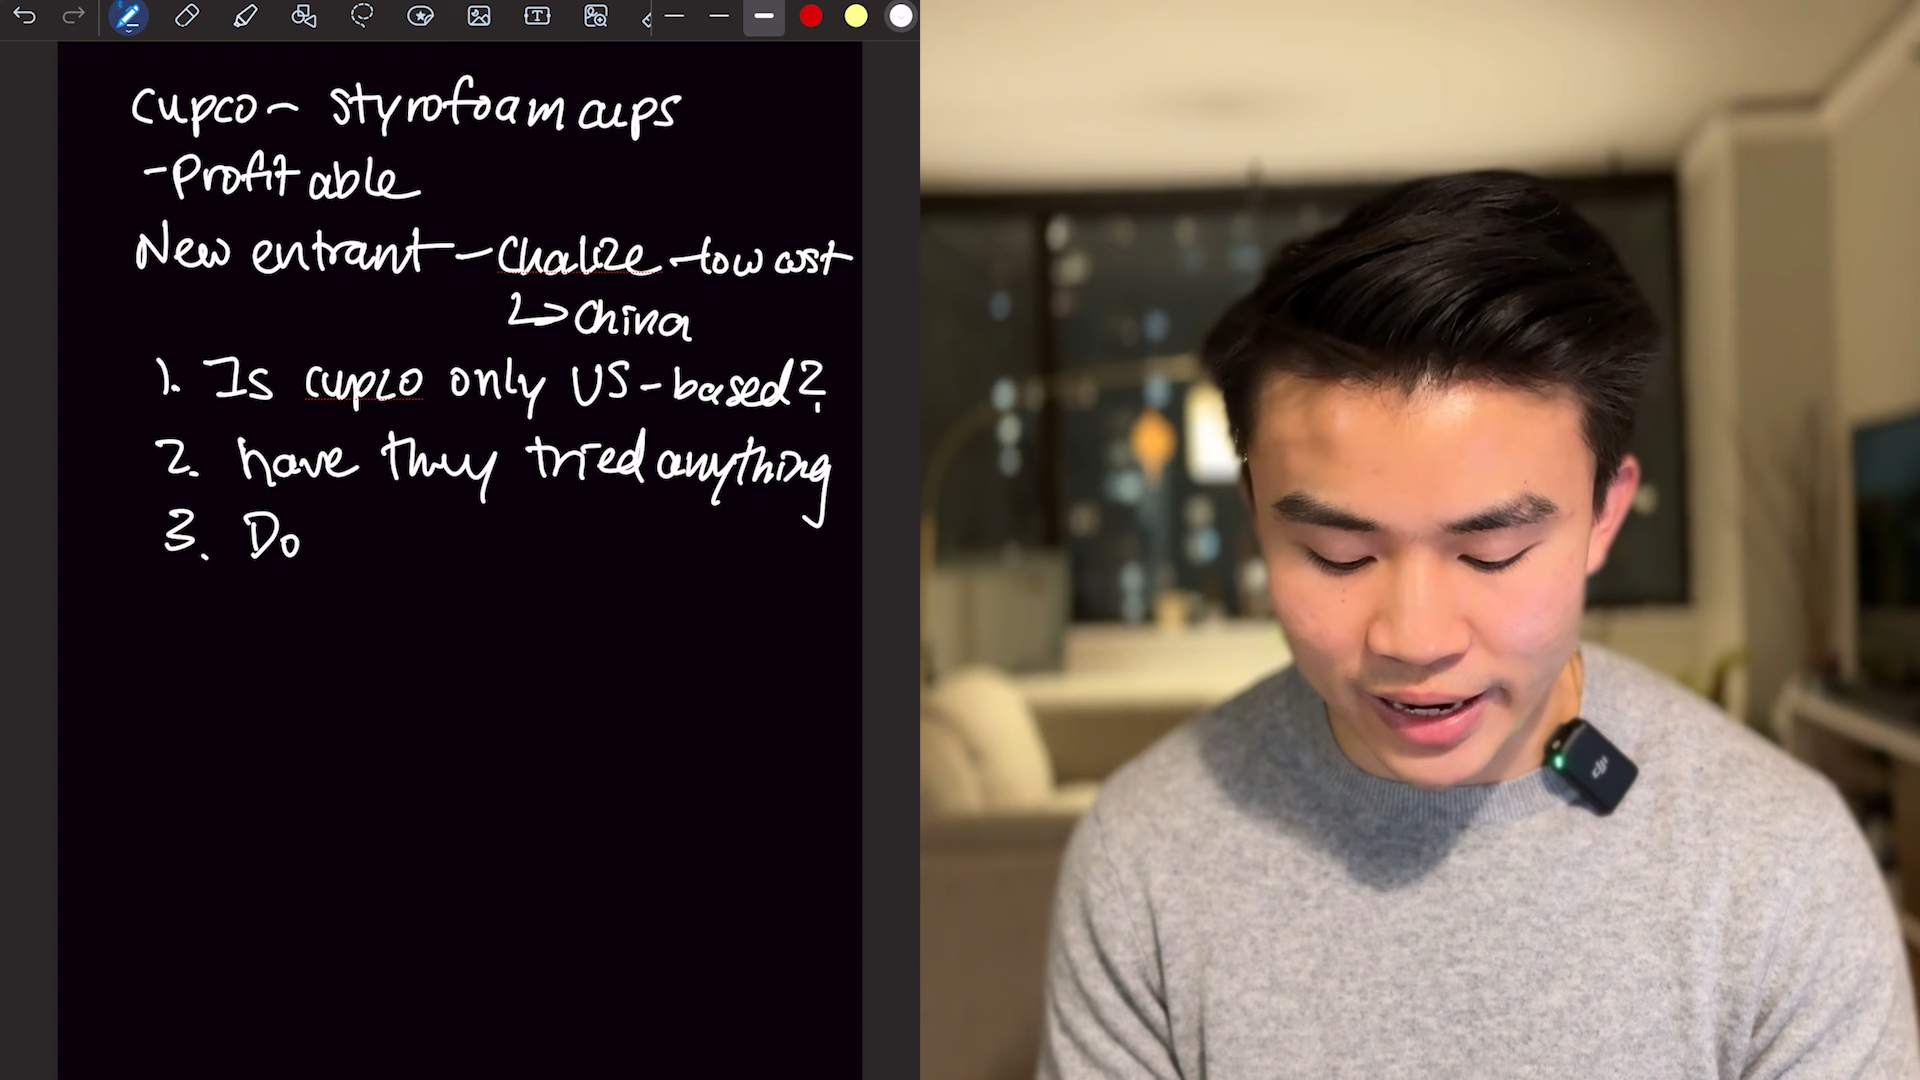 Cupco - styrofoam cups
- Profitable
New entrant - Chalize - low cost
↳ China
1. Is cupco only US-based?
2. have they tried anything
3. Do